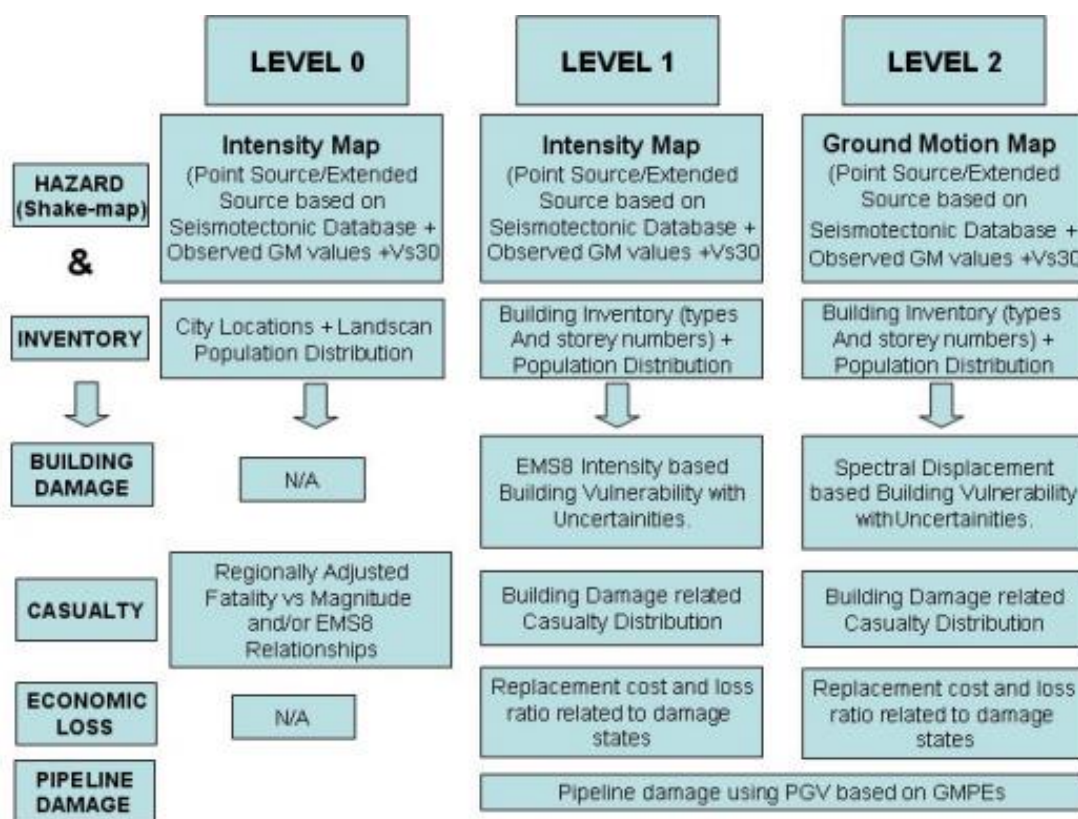 LEVEL 0
LEVEL 1
LEVEL 2
HAZARD
(Shake-map)
&
Intensity Map
(Point Source/Extended
Source based on
Seismotectonic Database +
Observed GM values +Vs30
Intensity Map
(Point Source/Extended
Source based on
Seismotectonic Database +
Observed GM values +Vs30
Ground Motion Map
(Point Source/Extended
Source based on
Seismotectonic Database +
Observed GM values +Vs30
INVENTORY
City Locations + Landscan
Population Distribution
Building Inventory (types
And storey numbers) +
Population Distribution
Building Inventory (types
And storey numbers) +
Population Distribution
BUILDING
DAMAGE
N/A
EMS8 Intensity based
Building Vulnerability with
Uncertainities.
Spectral Displacement
based Building Vulnerability
withUncertainities.
CASUALTY
Regionally Adjusted
Fatality vs Magnitude
and/or EMS8
Relationships
Building Damage related
Casualty Distribution
Building Damage related
Casualty Distribution
ECONOMIC
LOSS
N/A
Replacement cost and loss
ratio related to damage
states
Replacement cost and loss
ratio related to damage
states
PIPELINE
DAMAGE
Pipeline damage using PGV based on GMPEs